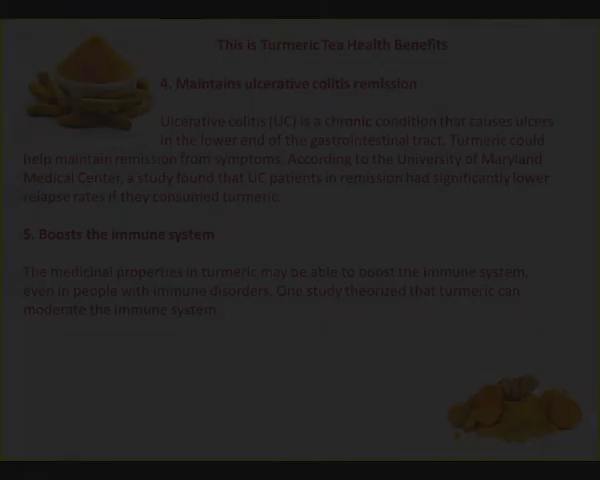 This is Turmeric Tea Health Benefits
4. Maintains ulcerative colitis remission
Ulcerative colitis (UC) is a chronic condition that causes ulcers
in the lower end of the gastrointestinal tract. Turmeric could
help maintain remission from symptoms. According to the University of Maryland
Medical Center, a study found that UC patients in remission had significantly lower
relapse rates if they consumed turmeric.
5. Boosts the immune system
The medicinal properties in turmeric may be able to boost the immune system,
even in people with immune disorders. One study theorized that turmeric can
moderate the immune system.